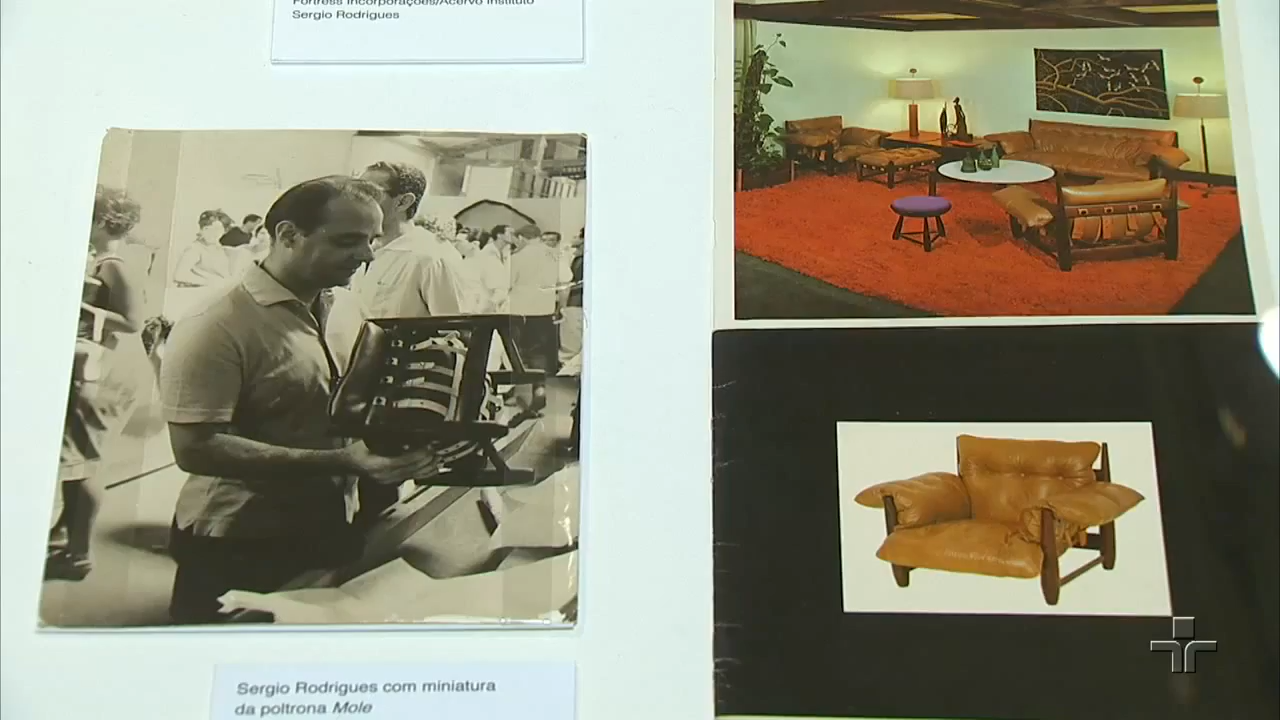 Fortress Incorporações/Acervo Instituto
Sergio Rodrigues
Sergio Rodrigues com miniatura
da poltrona Mole